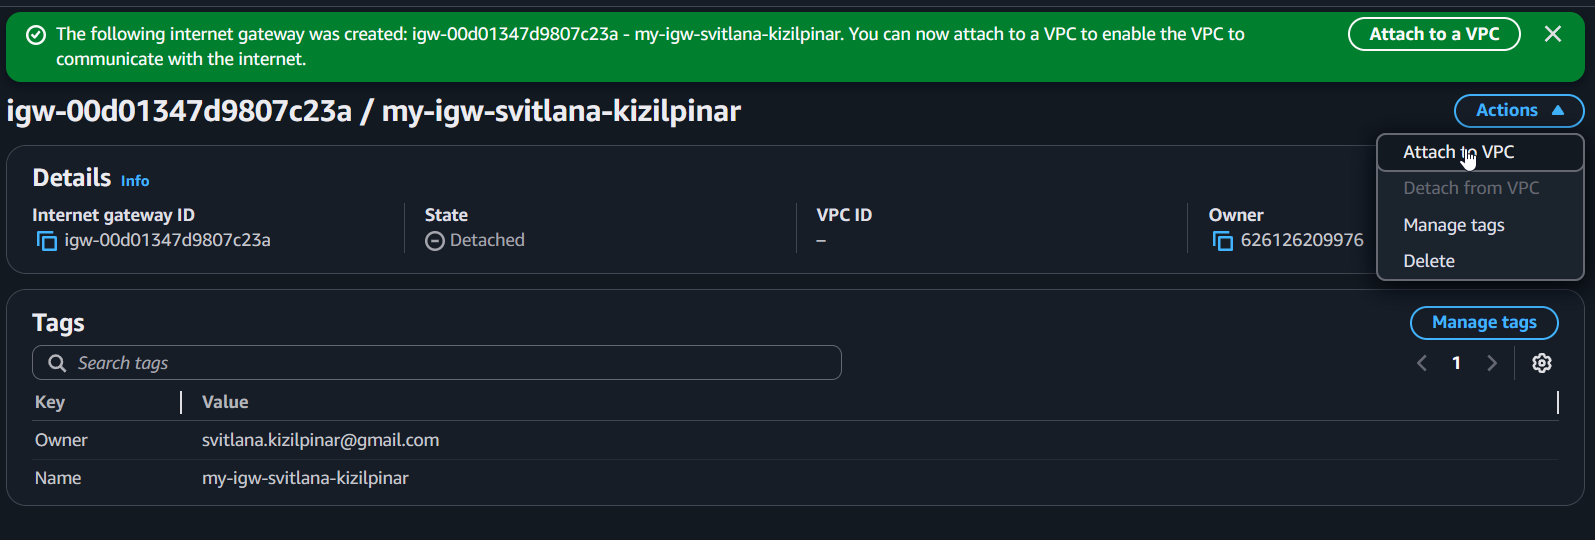 The following internet gateway was created: igw-00d01347d9807c23a - my-igw-svitlana-kizilpinar. You can now attach to a VPC to enable the VPC to
communicate with the internet.
Attach to a VPC
igw-00d01347d9807c23a / my-igw-svitlana-kizilpinar
Actions
Attach to VPC
Detach from VPC
Manage tags
Delete
Details Info
Internet gateway ID
igw-00d01347d9807c23a
State
Detached
VPC ID
–
Owner
626126209976
Tags
Manage tags
Search tags
1
Key Value
Owner svitlana.kizilpinar@gmail.com
Name my-igw-svitlana-kizilpinar